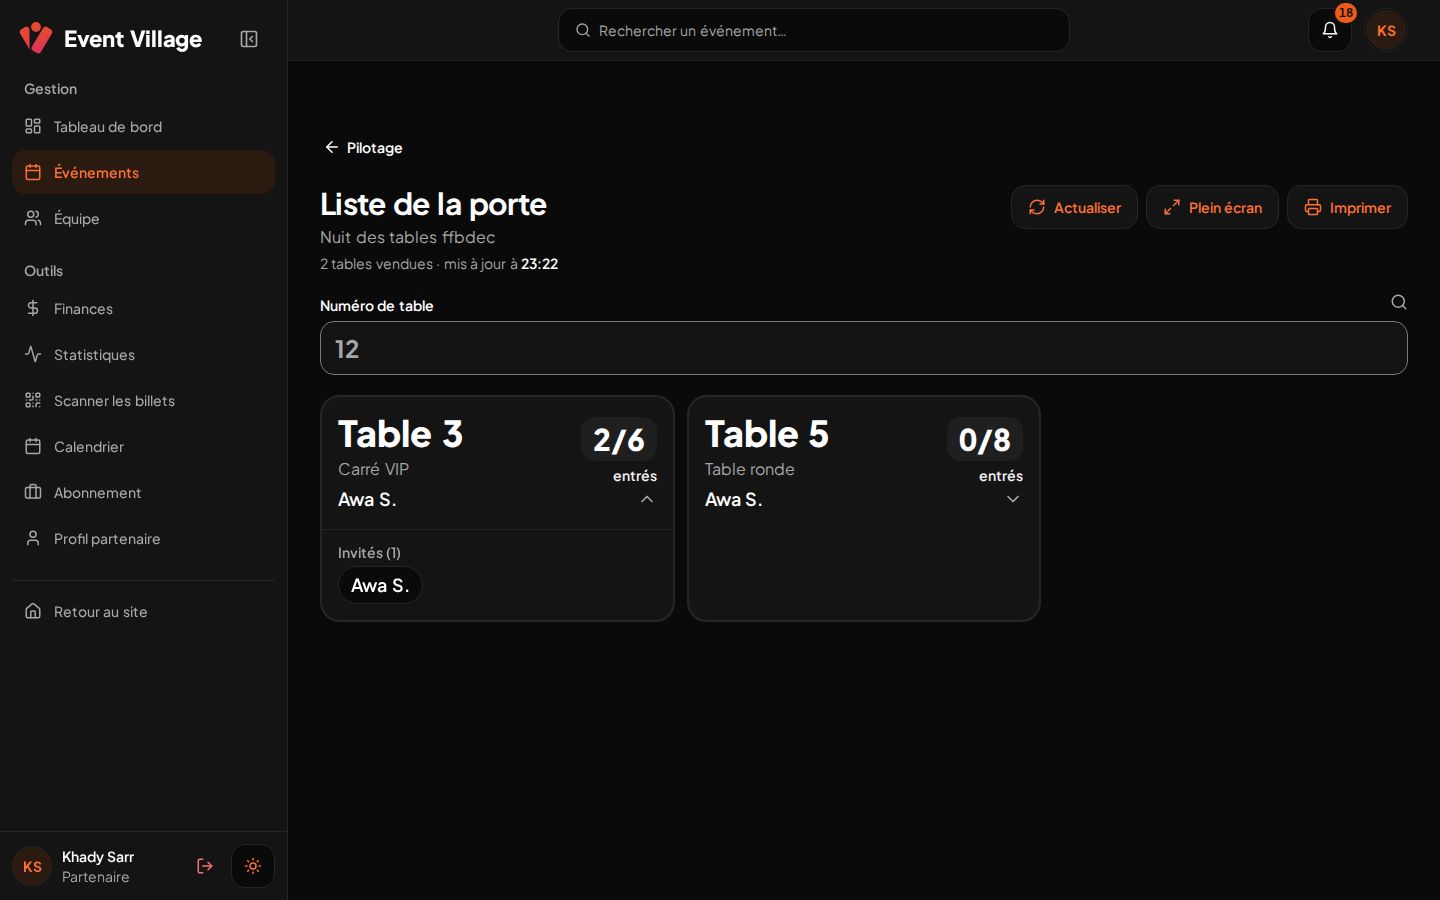 Event Village
Gestion
Tableau de bord
Événements
Équipe
Outils
Finances
Statistiques
Scanner les billets
Calendrier
Abonnement
Profil partenaire
Retour au site
KS
Khady Sarr
Partenaire
Rechercher un événement...
18
KS
Pilotage
Liste de la porte
Nuit des tables ffbdec
2 tables vendues · mis à jour à 23:22
Actualiser
Plein écran
Imprimer
Numéro de table
12
Table 3
2/6
Carré VIP
entrés
Awa S.
Invités (1)
Awa S.
Table 5
0/8
Table ronde
entrés
Awa S.